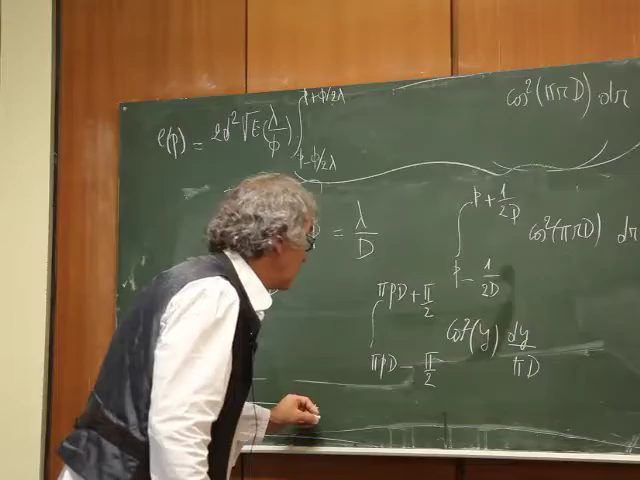 e(p) = 2d² √E (λ/ϕ) ∫_{p-ϕ/2λ}^{p+ϕ/2λ} cos²(πrD) dr
= λ/D ∫_{p-1/2D}^{p+1/2D} cos²(πrD) dr
∫_{πpD-π/2}^{πpD+π/2} cos²(y) dy/πD